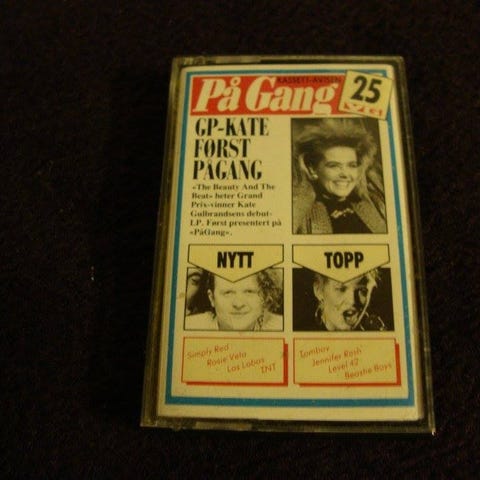 KASSETT-AVISEN
På Gang
25
GP-KATE
FØRST
PÅGANG
«The Beauty And The
Beat» heter Grand
Prix-vinner Kate
Gulbrandsens debut-
LP. Først presentert på
«PåGang».
NYTT
TOPP
Simply Red
Rosie Vela
Los Lobos
TNT
Tomboy
Jennifer Rush
Level 42
Beastie Boys